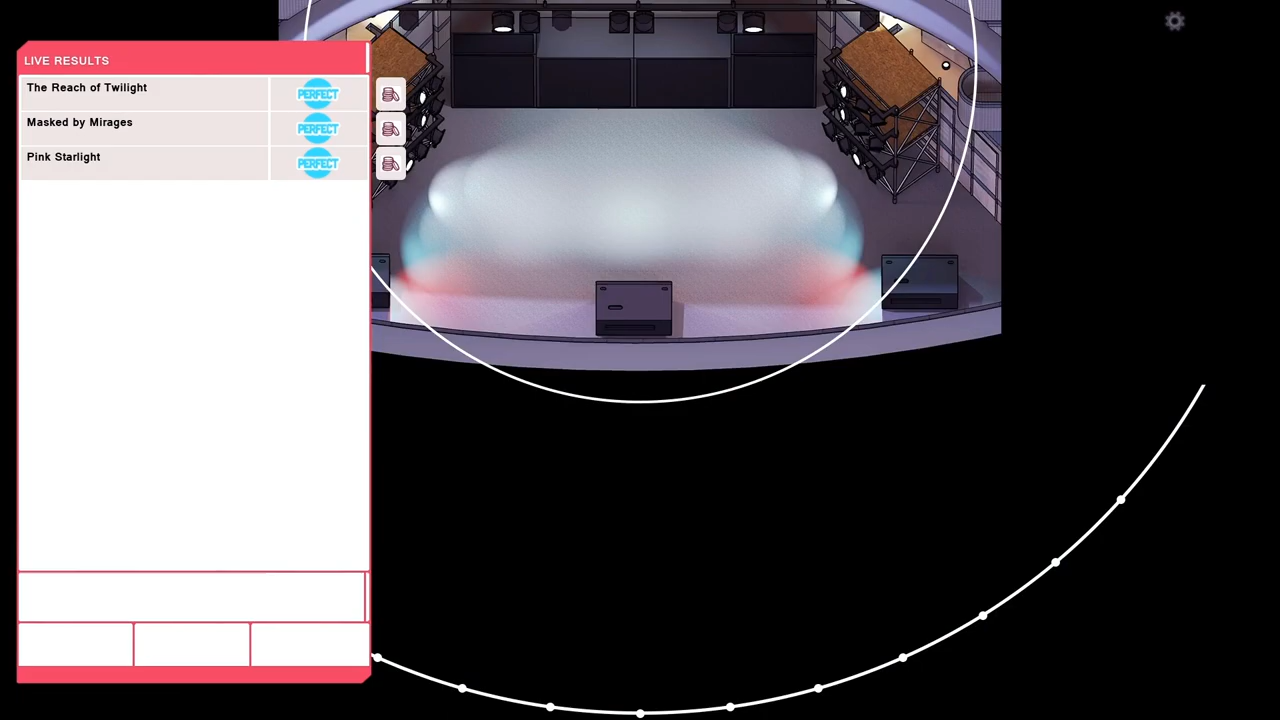 LIVE RESULTS
The Reach of Twilight PERFECT
Masked by Mirages PERFECT
Pink Starlight PERFECT